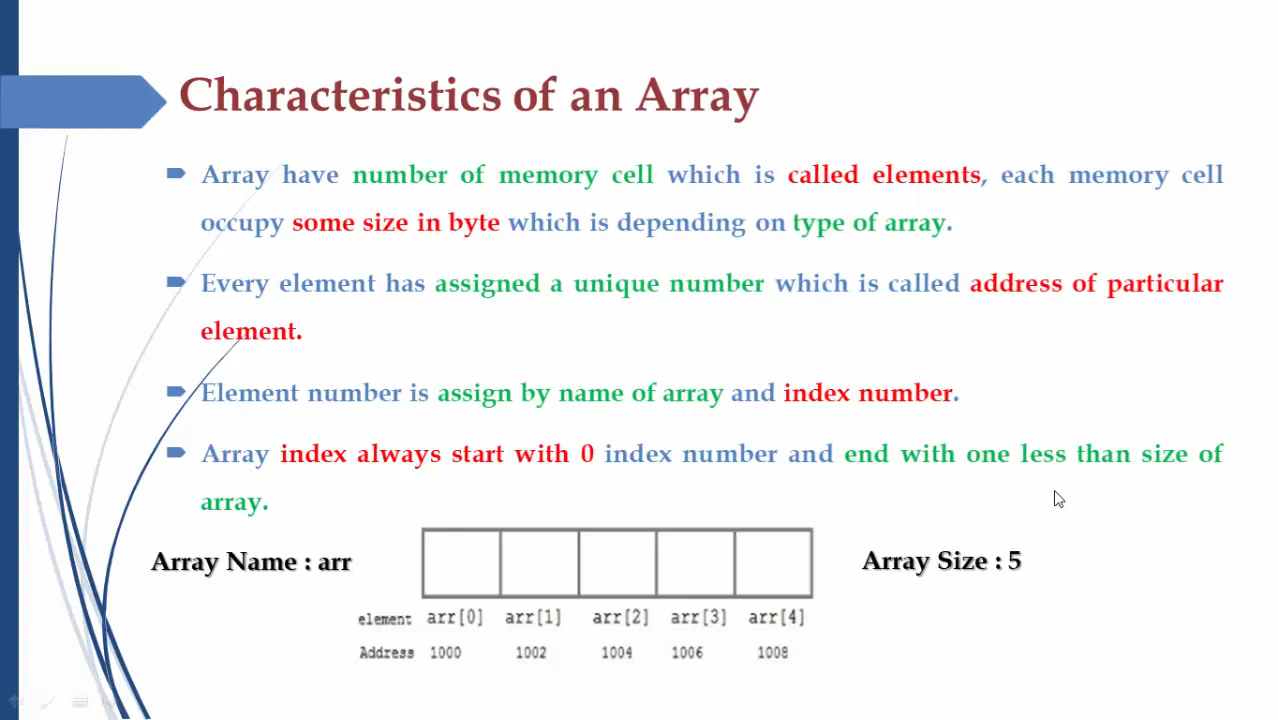 Characteristics of an Array
Array have number of memory cell which is called elements, each memory cell
occupy some size in byte which is depending on type of array.
Every element has assigned a unique number which is called address of particular
element.
Element number is assign by name of array and index number.
Array index always start with 0 index number and end with one less than size of
array.
Array Name : arr
Array Size : 5
element arr[0] arr[1] arr[2] arr[3] arr[4]
Address 1000 1002 1004 1006 1008